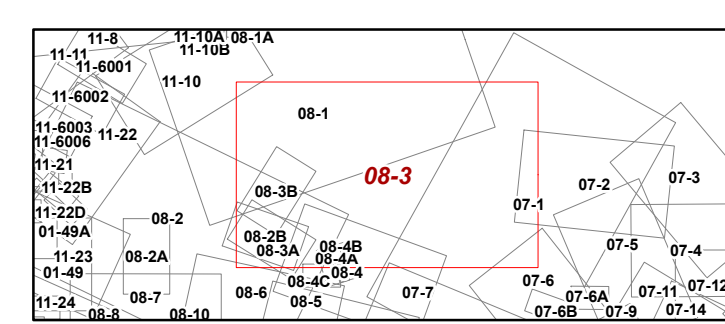 11-8 11-10A 08-1A
11-10B
11-11
11-6001
11-10
11-6002
08-1
11-6003 11-22
11-6006
11-21
08-3
07-3
07-2
11-22B
08-3B
07-1
11-22D
08-2
01-49A
08-2B
07-5
08-4B
08-3A
07-4
11-23 08-2A
08-4A
01-49
08-4
08-4C
07-6
07-12
08-6
07-7
07-11
08-7
07-6A
11-24
08-5
08-8 08-10
07-6B 07-9 07-14